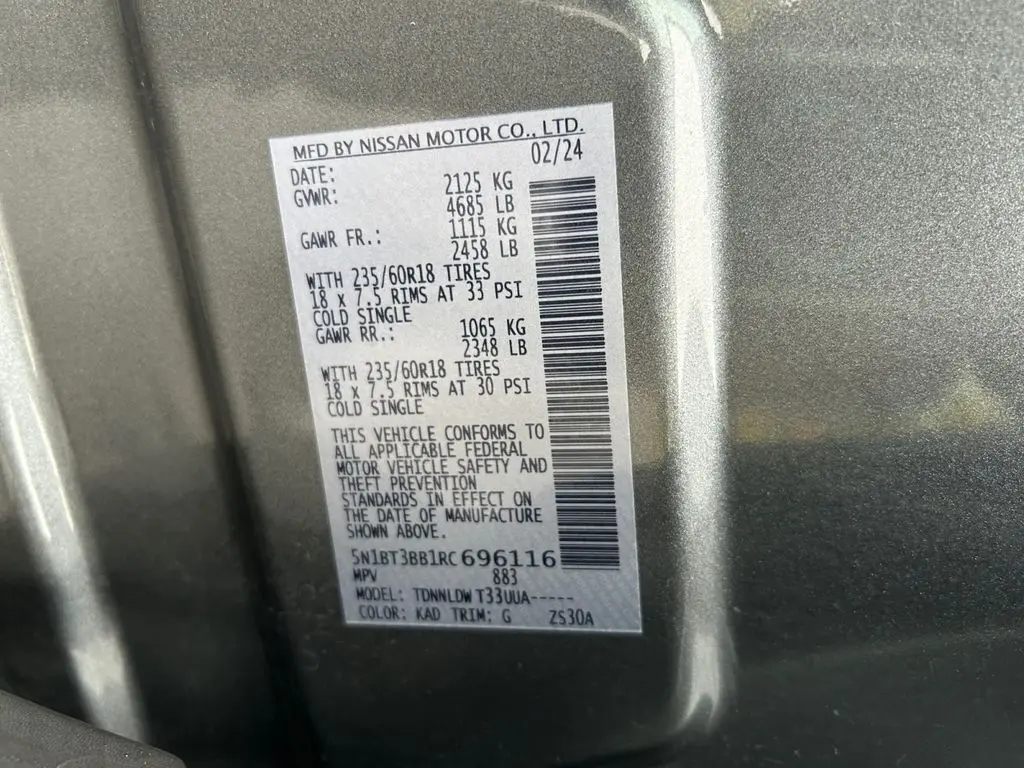 MFD BY NISSAN MOTOR CO., LTD.
DATE: 02/24
GVWR: 2125 KG
4685 LB
GAWR FR.: 1115 KG
2458 LB
WITH 235/60R18 TIRES
18 x 7.5 RIMS AT 33 PSI
COLD SINGLE
GAWR RR.: 1065 KG
2348 LB
WITH 235/60R18 TIRES
18 x 7.5 RIMS AT 30 PSI
COLD SINGLE
THIS VEHICLE CONFORMS TO
ALL APPLICABLE FEDERAL
MOTOR VEHICLE SAFETY AND
THEFT PREVENTION
STANDARDS IN EFFECT ON
THE DATE OF MANUFACTURE
SHOWN ABOVE.
5N1BT3BB1RC696116
MPV 883
MODEL: TDNNLDW T33UUA-----
COLOR: KAD TRIM: G ZS30A